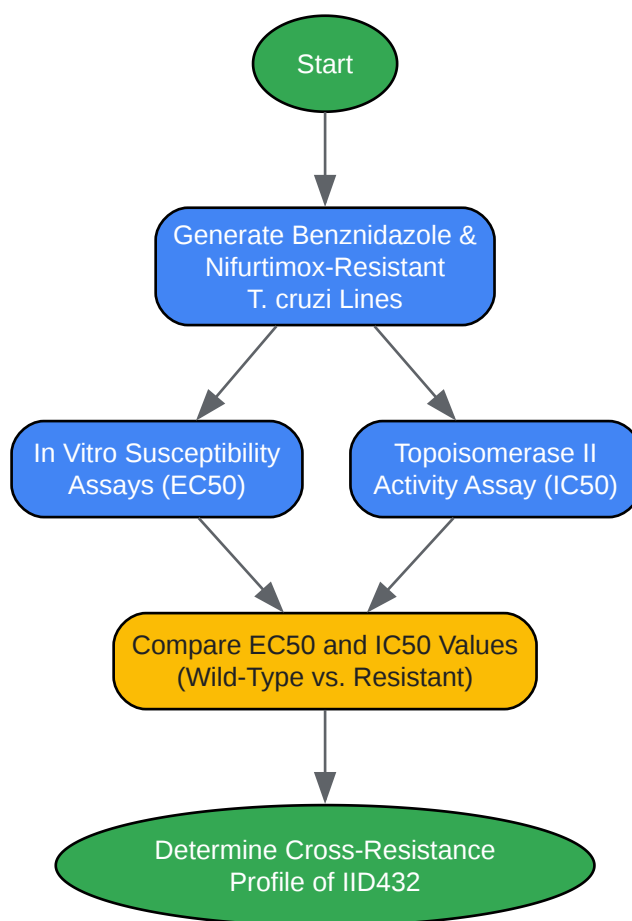 Start
Generate Benznidazole &
Nifurtimox-Resistant
T. cruzi Lines
In Vitro Susceptibility
Assays (EC50)
Topoisomerase II
Activity Assay (IC50)
Compare EC50 and IC50 Values
(Wild-Type vs. Resistant)
Determine Cross-Resistance
Profile of IID432